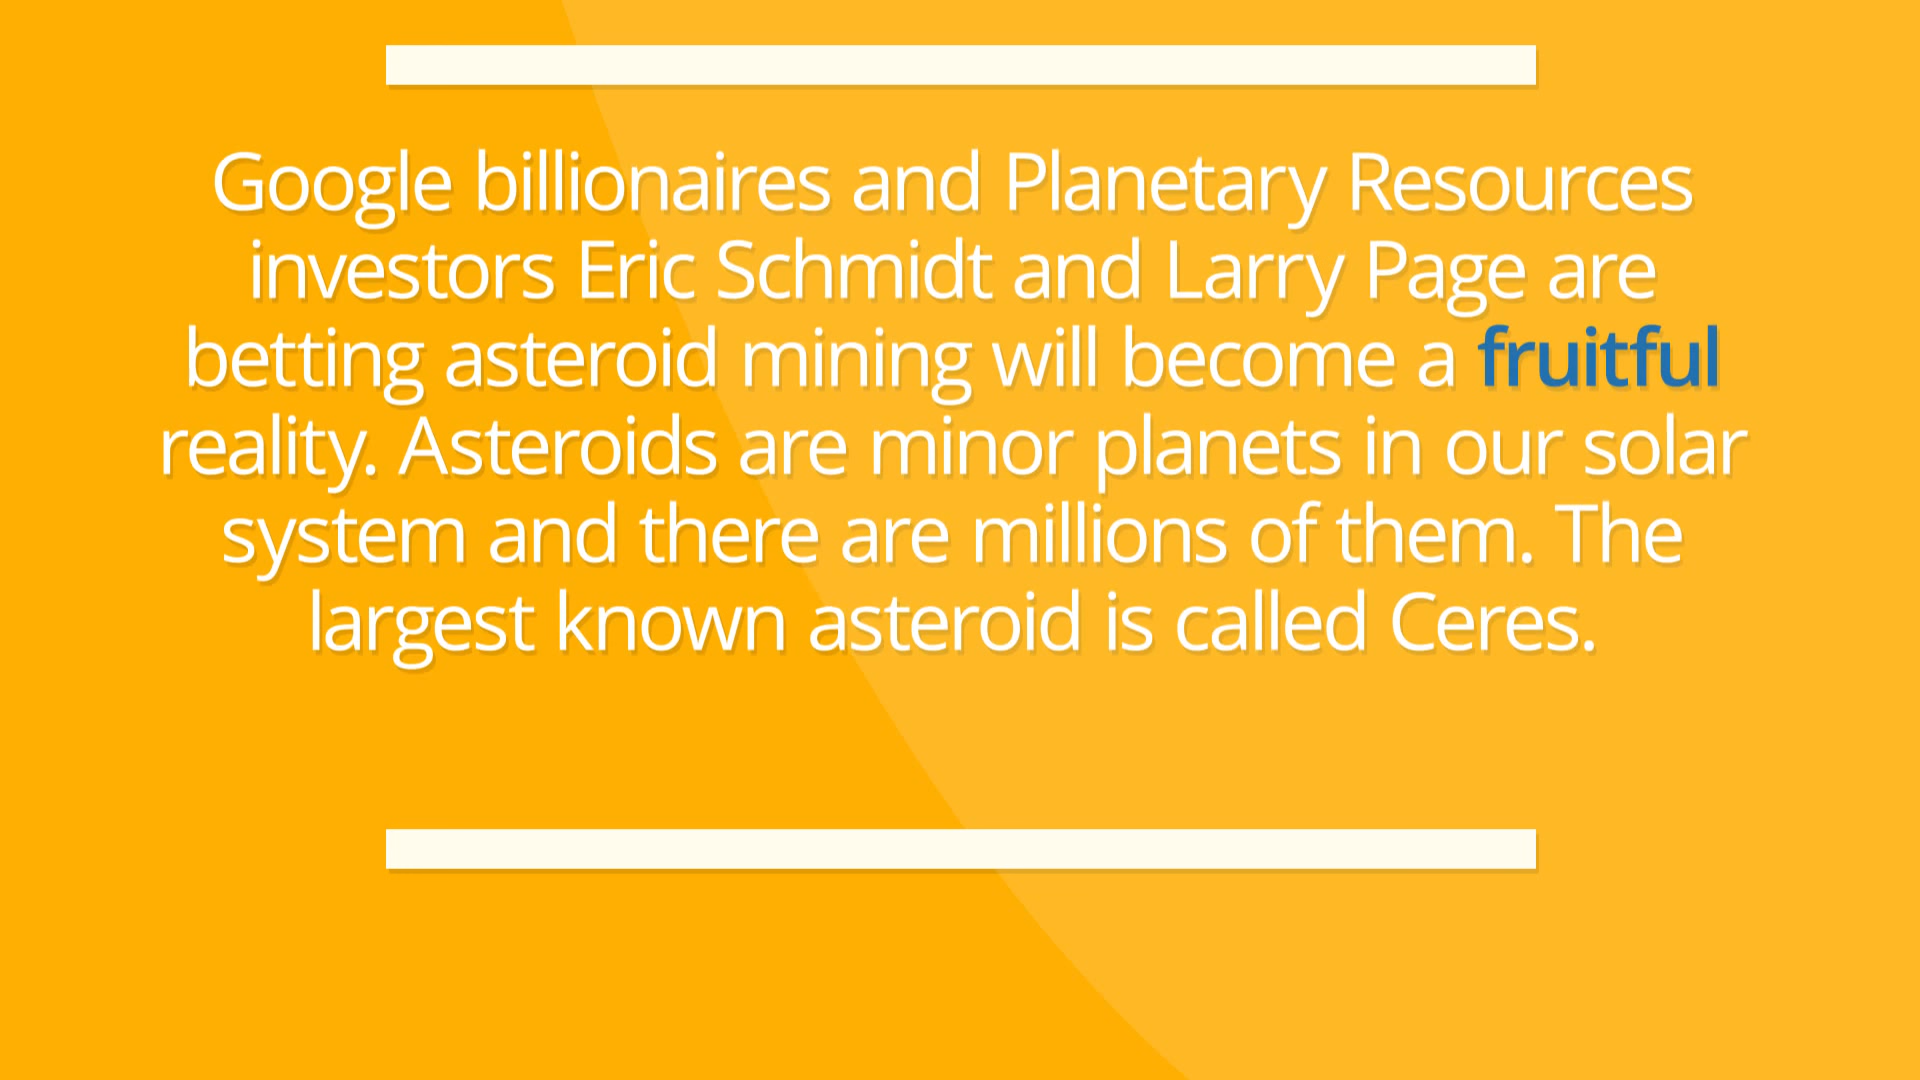 Google billionaires and Planetary Resources
investors Eric Schmidt and Larry Page are
betting asteroid mining will become a fruitful
reality. Asteroids are minor planets in our solar
system and there are millions of them. The
largest known asteroid is called Ceres.